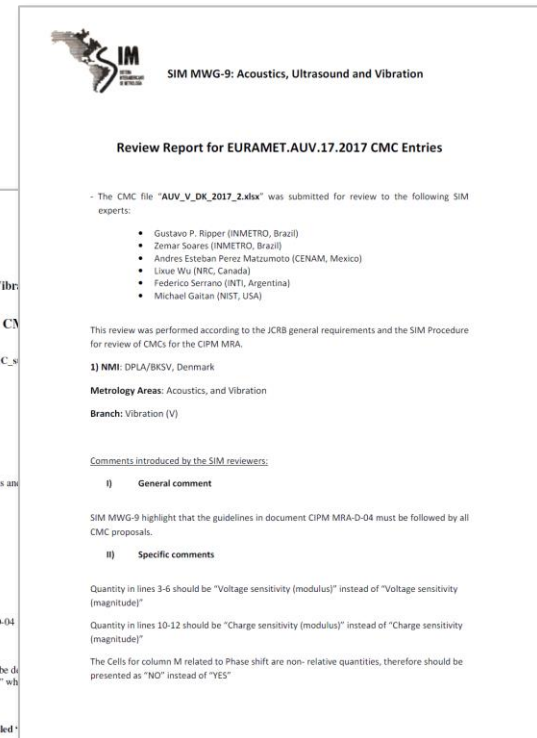 SIM
SIM MWG-9: Acoustics, Ultrasound and Vibration
Review Report for EURAMET.AUV.17.2017 CMC Entries
- The CMC file "AUV_V_DK_2017_2.xlsx" was submitted for review to the following SIM
experts:
• Gustavo P. Ripper (INMETRO, Brazil)
• Zemar Soares (INMETRO, Brazil)
• Andres Esteban Perez Matzumoto (CENAM, Mexico)
• Lixue Wu (NRC, Canada)
• Federico Serrano (INTI, Argentina)
• Michael Gaitan (NIST, USA)
This review was performed according to the JCRB general requirements and the SIM Procedure
for review of CMCs for the CIPM MRA.
1) NMI: DPLA/BKSV, Denmark
Metrology Areas: Acoustics, and Vibration
Branch: Vibration (V)
Comments introduced by the SIM reviewers:
I) General comment
SIM MWG-9 highlight that the guidelines in document CIPM MRA-D-04 must be followed by all
CMC proposals.
II) Specific comments
Quantity in lines 3-6 should be "Voltage sensitivity (modulus)" instead of "Voltage sensitivity
(magnitude)"
Quantity in lines 10-12 should be "Charge sensitivity (modulus)" instead of "Charge sensitivity
(magnitude)"
The Cells for column M related to Phase shift are non- relative quantities, therefore should be
presented as "NO" instead of "YES"